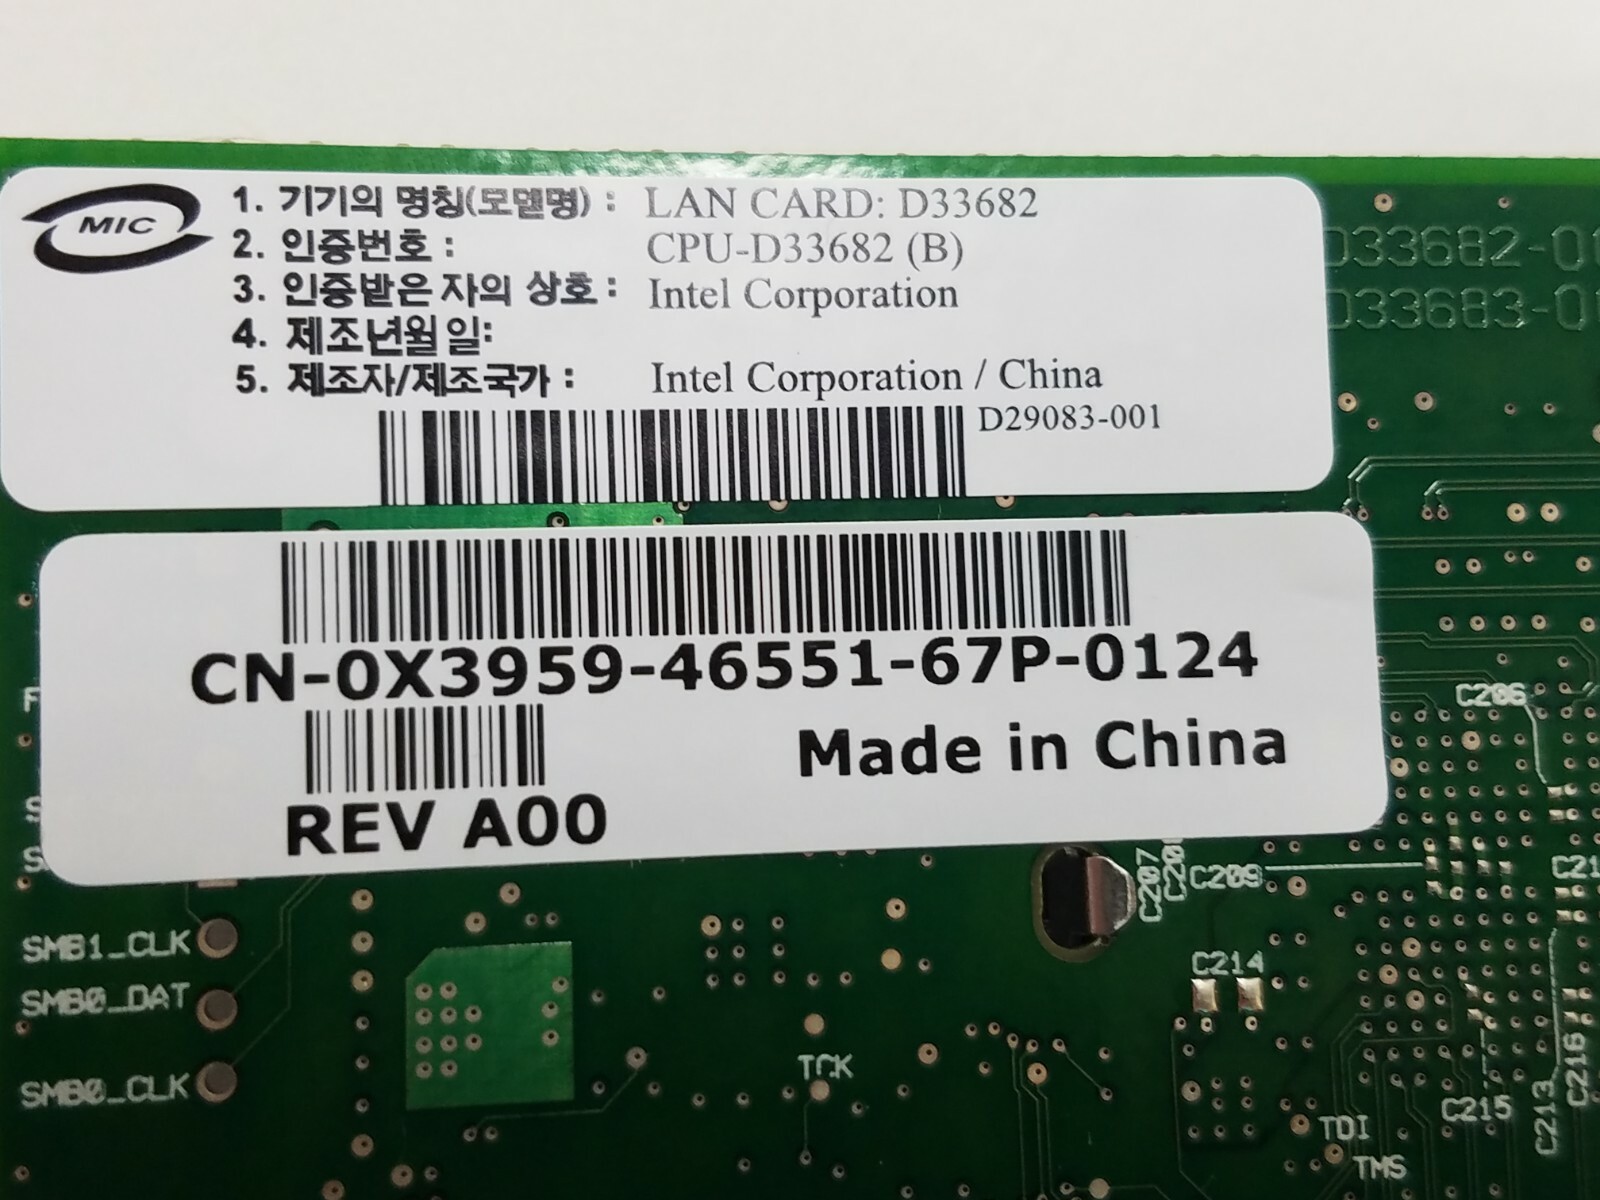 MIC
1. 기기의 명칭(모델명) : LAN CARD: D33682
2. 인증번호 : CPU-D33682 (B)
3. 인증받은 자의 상호 : Intel Corporation
4. 제조년월일:
5. 제조자/제조국가 : Intel Corporation / China
D29083-001
CN-0X3959-46551-67P-0124
Made in China
REV A00
C206
C207
C209
C214
SMB1_CLK
SMB0_DAT
SMB0_CLK
TCK
C215
C213
C216
TDI
TMS